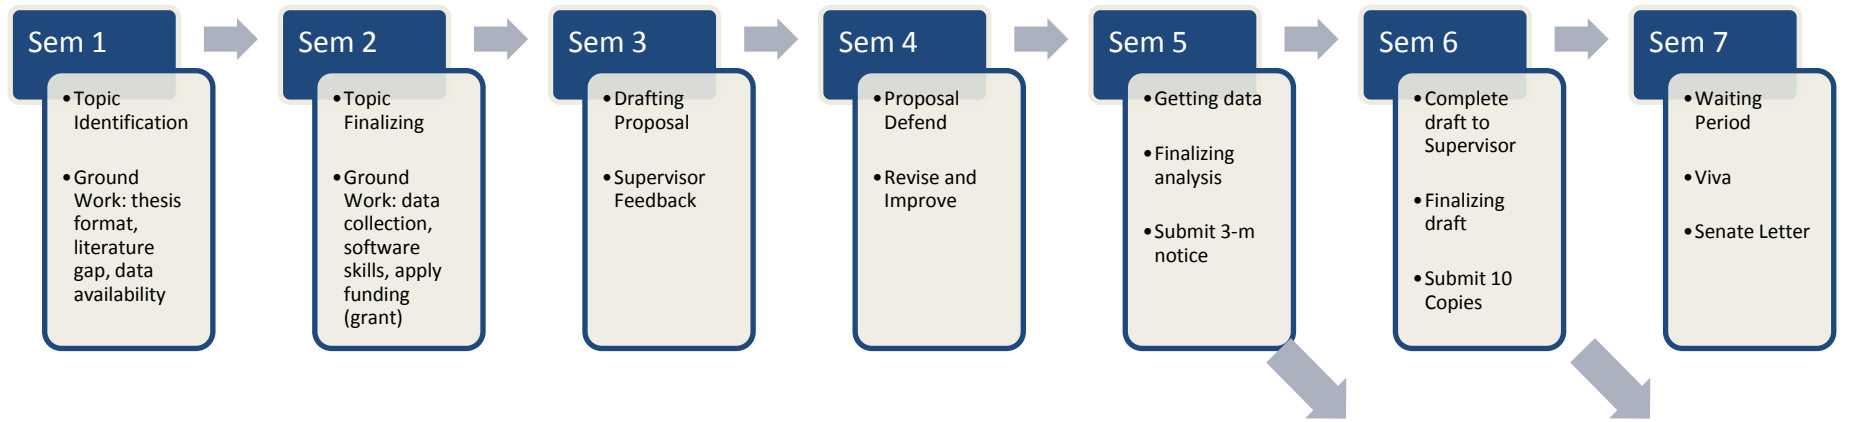 Sem 1
•Topic
Identification
•Ground
Work: thesis
format,
literature
gap, data
availability
Sem 2
•Topic
Finalizing
•Ground
Work: data
collection,
software
skills, apply
funding
(grant)
Sem 3
•Drafting
Proposal
•Supervisor
Feedback
Sem 4
•Proposal
Defend
•Revise and
Improve
Sem 5
•Getting data
•Finalizing
analysis
•Submit 3-m
notice
Sem 6
•Complete
draft to
Supervisor
•Finalizing
draft
•Submit 10
Copies
Sem 7
•Waiting
Period
•Viva
•Senate Letter